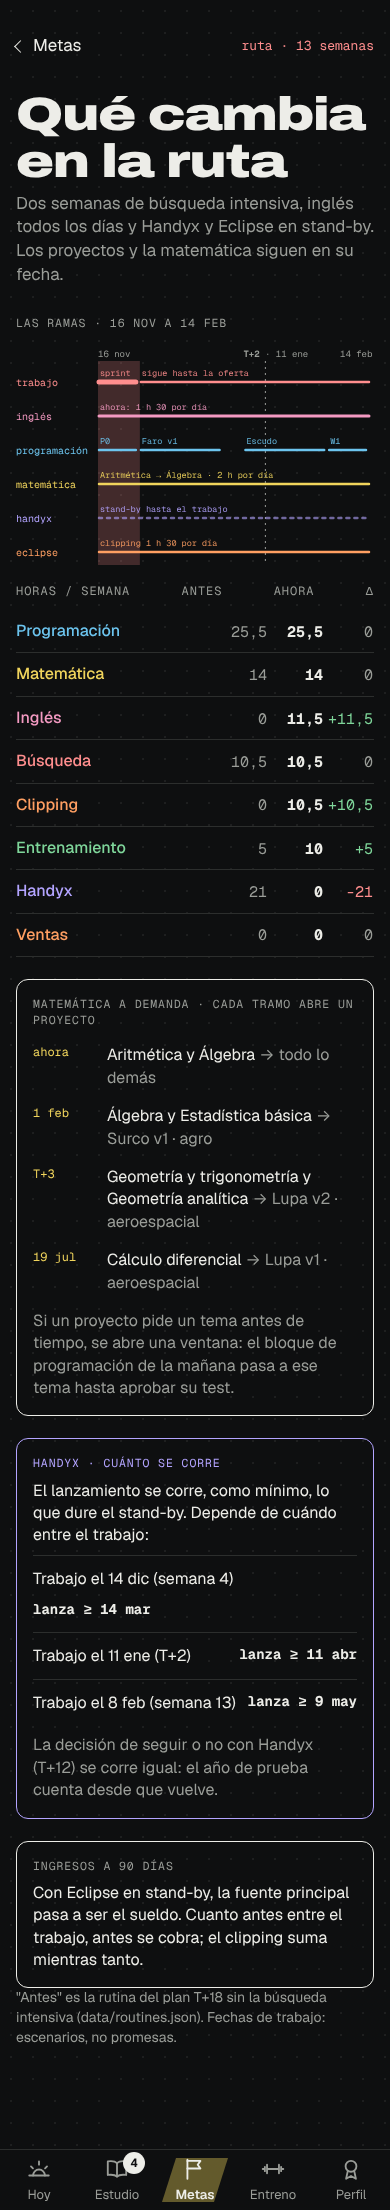 Metas
ruta · 13 semanas
Qué cambia
en la ruta
Dos semanas de búsqueda intensiva, inglés
todos los días y Handyx y Eclipse en stand-by.
Los proyectos y la matemática siguen en su
fecha.
LAS RAMAS · 16 NOV A 14 FEB
16 nov T+2 · 11 ene 14 feb
trabajo sprint sigue hasta la oferta
inglés ahora: 1 h 30 por día
programación P0 Faro v1 Escudo Wi
matemática Aritmética → Álgebra · 2 h por día
handyx stand-by hasta el trabajo
eclipse clipping 1 h 30 por día
HORAS / SEMANA ANTES AHORA Δ
Programación 25,5 25,5 0
Matemática 14 14 0
Inglés 0 11,5 +11,5
Búsqueda 10,5 10,5 0
Clipping 0 10,5 +10,5
Entrenamiento 5 10 +5
Handyx 21 0 -21
Ventas 0 0 0
MATEMÁTICA A DEMANDA · CADA TRAMO ABRE UN
PROYECTO
ahora Aritmética y Álgebra → todo lo
demás
1 feb Álgebra y Estadística básica →
Surco v1 · agro
T+3 Geometría y trigonometría y
Geometría analítica → Lupa v2 ·
aeroespacial
19 jul Cálculo diferencial → Lupa v1 ·
aeroespacial
Si un proyecto pide un tema antes de
tiempo, se abre una ventana: el bloque de
programación de la mañana pasa a ese
tema hasta aprobar su test.
HANDYX · CUÁNTO SE CORRE
El lanzamiento se corre, como mínimo, lo
que dure el stand-by. Depende de cuándo
entre el trabajo:
Trabajo el 14 dic (semana 4)
lanza ≥ 14 mar
Trabajo el 11 ene (T+2) lanza ≥ 11 abr
Trabajo el 8 feb (semana 13) lanza ≥ 9 may
La decisión de seguir o no con Handyx
(T+12) se corre igual: el año de prueba
cuenta desde que vuelve.
INGRESOS A 90 DÍAS
Con Eclipse en stand-by, la fuente principal
pasa a ser el sueldo. Cuanto antes entre el
trabajo, antes se cobra; el clipping suma
mientras tanto.
"Antes" es la rutina del plan T+18 sin la búsqueda
intensiva (data/routines.json). Fechas de trabajo:
escenarios, no promesas.
4
Hoy Estudio Metas Entreno Perfil